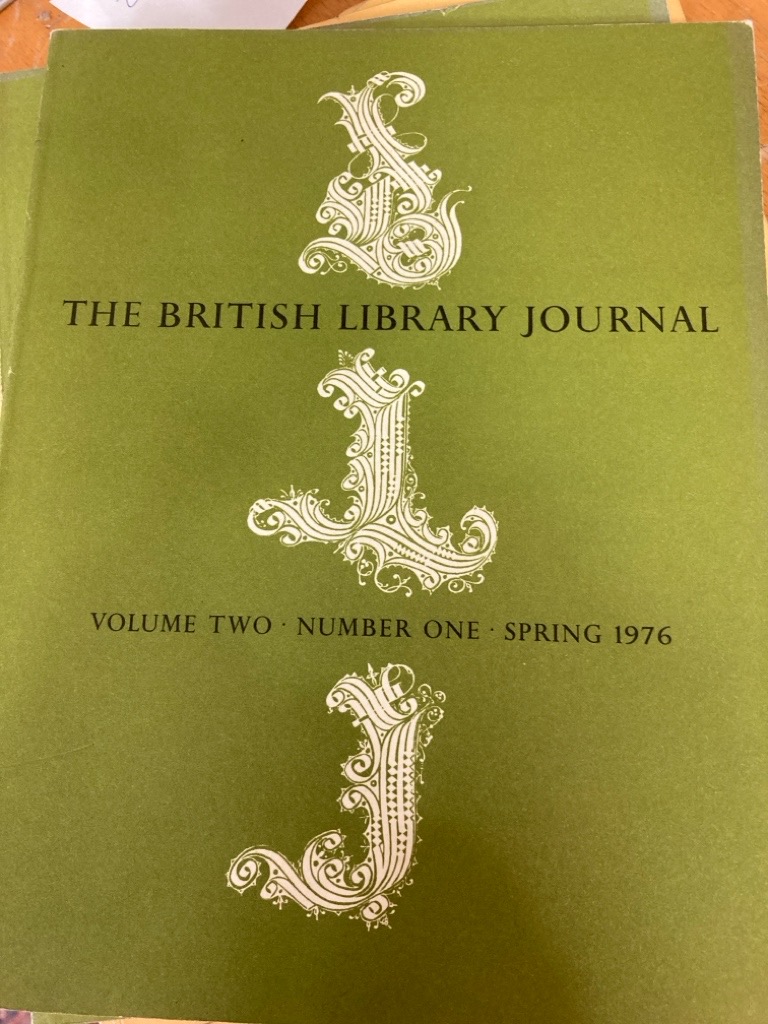 B
THE BRITISH LIBRARY JOURNAL
L
VOLUME TWO · NUMBER ONE · SPRING 1976
J